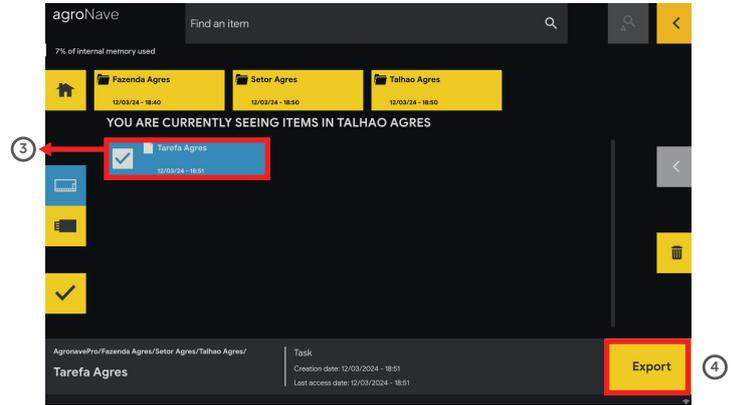 agroNave
Find an item
7% of internal memory used
Fazenda Agres
12/03/24 - 18:40
Setor Agres
12/03/24 - 18:50
Talhao Agres
12/03/24 - 18:50
YOU ARE CURRENTLY SEEING ITEMS IN TALHAO AGRES
3
Tarefa Agres
12/03/24 - 18:51
AgronavePro/Fazenda Agres/Setor Agres/Talhao Agres/
Tarefa Agres
Task
Creation date: 12/03/2024 - 18:51
Last access date: 12/03/2024 - 18:51
Export
4